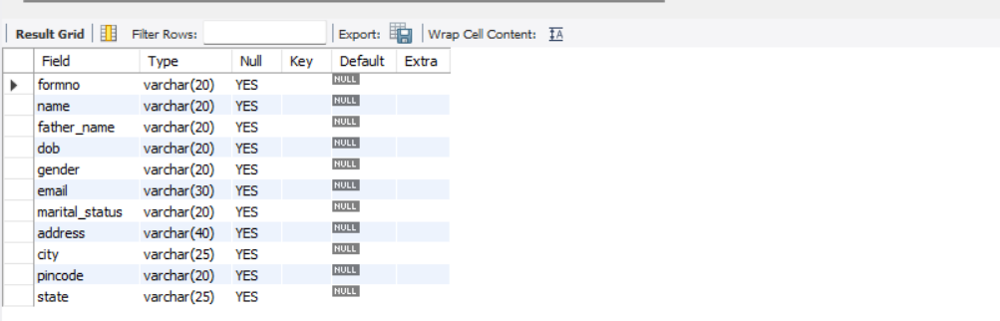 Result Grid Filter Rows: Export: Wrap Cell Content: IA
Field Type Null Key Default Extra
formno varchar(20) YES NULL
name varchar(20) YES NULL
father_name varchar(20) YES NULL
dob varchar(20) YES NULL
gender varchar(20) YES NULL
email varchar(30) YES NULL
marital_status varchar(20) YES NULL
address varchar(40) YES NULL
city varchar(25) YES NULL
pincode varchar(20) YES NULL
state varchar(25) YES NULL